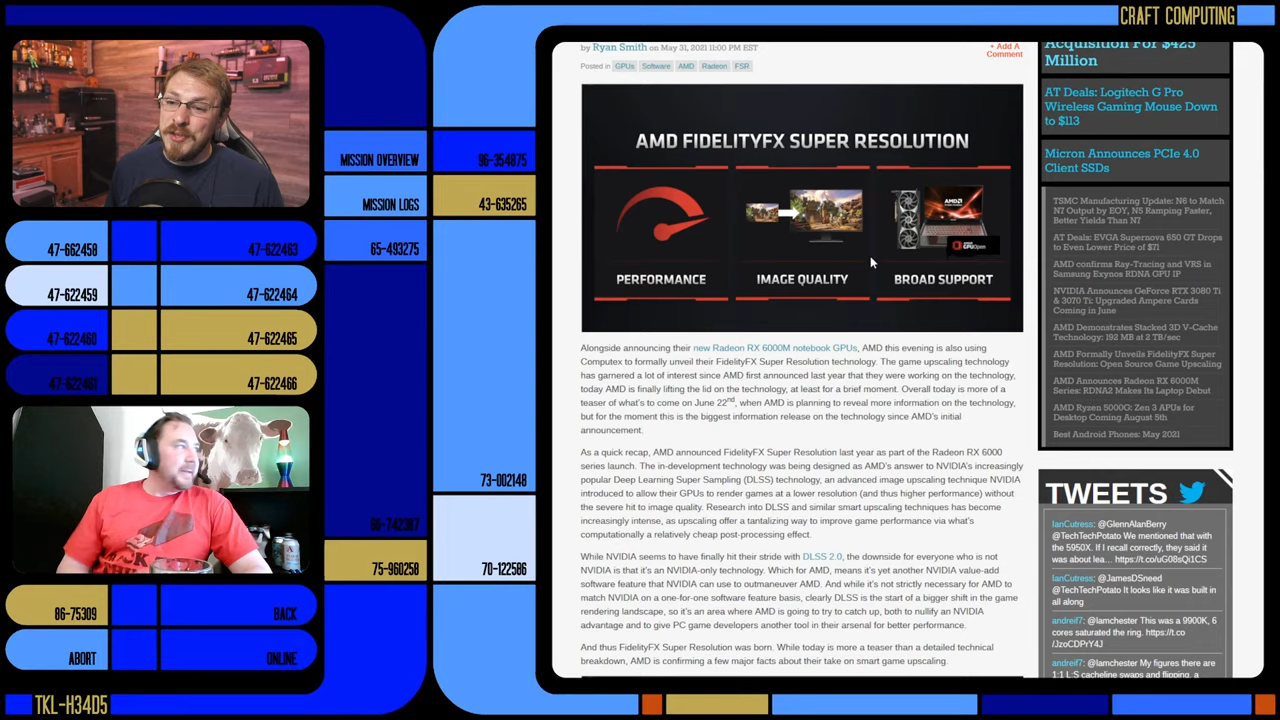 CRAFT COMPUTING
MISSION OVERVIEW
96-354875
MISSION LOGS
43-635265
47-662458
47-622463
65-493275
47-622459
47-622464
47-622460
47-622465
47-622461
47-622466
73-002148
75-960258
70-122586
86-75309
BACK
ABORT
ONLINE
TKL-H34D5
by Ryan Smith on May 31, 2021 11:00 PM EST
+ Add A
Comment
Posted in GPUs Software AMD Radeon FSR
AMD FIDELITYFX SUPER RESOLUTION
AMD
GPUOpen
PERFORMANCE
IMAGE QUALITY
BROAD SUPPORT
Alongside announcing their new Radeon RX 6000M notebook GPUs, AMD this evening is also using
Computex to formally unveil their FidelityFX Super Resolution technology. The game upscaling technology
has garnered a lot of interest since AMD first announced last year that they were working on the technology,
today AMD is finally lifting the lid on the technology, at least for a brief moment. Overall today is more of a
teaser of what's to come on June 22nd, when AMD is planning to reveal more information on the technology,
but for the moment this is the biggest information release on the technology since AMD's initial
announcement.
As a quick recap, AMD announced FidelityFX Super Resolution last year as part of the Radeon RX 6000
series launch. The in-development technology was being designed as AMD's answer to NVIDIA's increasingly
popular Deep Learning Super Sampling (DLSS) technology, an advanced image upscaling technique NVIDIA
introduced to allow their GPUs to render games at a lower resolution (and thus higher performance) without
the severe hit to image quality. Research into DLSS and similar smart upscaling techniques has become
increasingly intense, as upscaling offer a tantalizing way to improve game performance via what's
computationally a relatively cheap post-processing effect.
While NVIDIA seems to have finally hit their stride with DLSS 2.0, the downside for everyone who is not
NVIDIA is that it's an NVIDIA-only technology. Which for AMD, means it's yet another NVIDIA value-add
software feature that NVIDIA can use to outmaneuver AMD. And while it's not strictly necessary for AMD to
match NVIDIA on a one-for-one software feature basis, clearly DLSS is the start of a bigger shift in the game
rendering landscape, so it's an area where AMD is going to try to catch up, both to nullify an NVIDIA
advantage and to give PC game developers another tool in their arsenal for better performance.
And thus FidelityFX Super Resolution was born. While today is more a teaser than a detailed technical
breakdown, AMD is confirming a few major facts about their take on smart game upscaling.
Acquisition For $425
Million
AT Deals: Logitech G Pro
Wireless Gaming Mouse Down
to $113
Micron Announces PCIe 4.0
Client SSDs
TSMC Manufacturing Update: N6 to Match
N7 Output by EOY, N5 Ramping Faster,
Better Yields Than N7
AT Deals: EVGA Supernova 650 GT Drops
to Even Lower Price of $71
AMD confirms Ray-Tracing and VRS in
Samsung Exynos RDNA GPU IP
NVIDIA Announces GeForce RTX 3080 Ti
& 3070 Ti: Upgraded Ampere Cards
Coming in June
AMD Demonstrates Stacked 3D V-Cache
Technology: 192 MB at 2 TB/sec
AMD Formally Unveils FidelityFX Super
Resolution: Open Source Game Upscaling
AMD Announces Radeon RX 6000M
Series: RDNA2 Makes Its Laptop Debut
AMD Ryzen 5000G: Zen 3 APUs for
Desktop Coming August 5th
Best Android Phones: May 2021
TWEETS
IanCutress: @GlennAlanBerry
@TechTechPotato We mentioned that with
the 5950X. If I recall correctly, they said it
was about lea... https://t.co/uG08sQi1CS
IanCutress: @JamesDSneed
@TechTechPotato It looks like it was built in
all along
andreif7: @lamchester This was a 9900K, 6
cores saturated the ring. https://t.co
/JzoCDPrY4J
andreif7: @lamchester My figures there are
1:1 L:S cacheline swaps and flipping, a